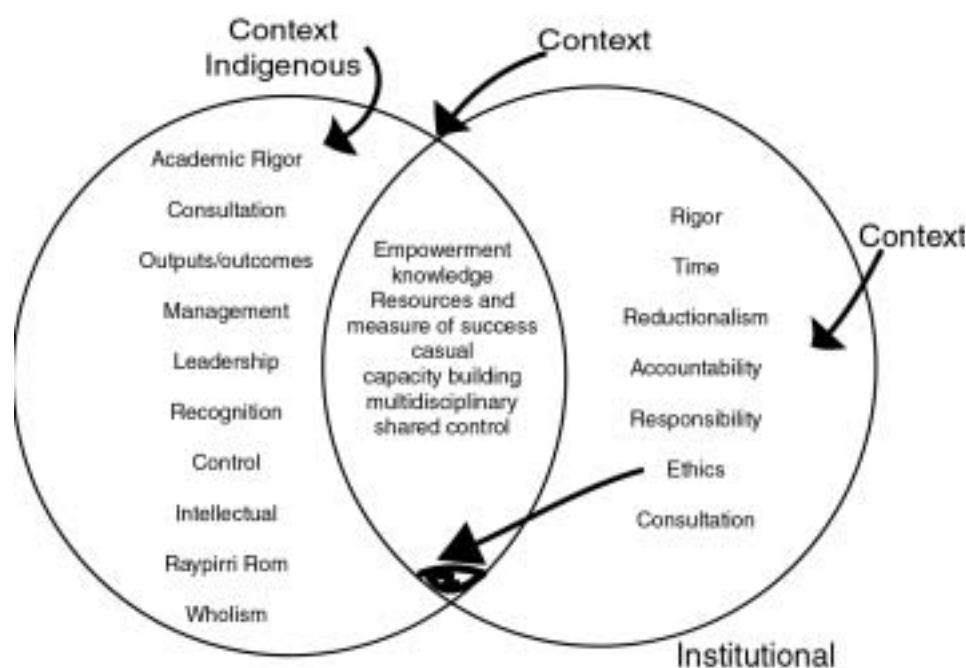 Context
Indigenous
Context
Academic Rigor
Consultation
Outputs/outcomes
Management
Leadership
Recognition
Control
Intellectual
Raypirri Rom
Wholism
Empowerment
knowledge
Resources and
measure of success
casual
capacity building
multidisciplinary
shared control
Context
Rigor
Time
Reductionalism
Accountability
Responsibility
Ethics
Consultation
Institutional